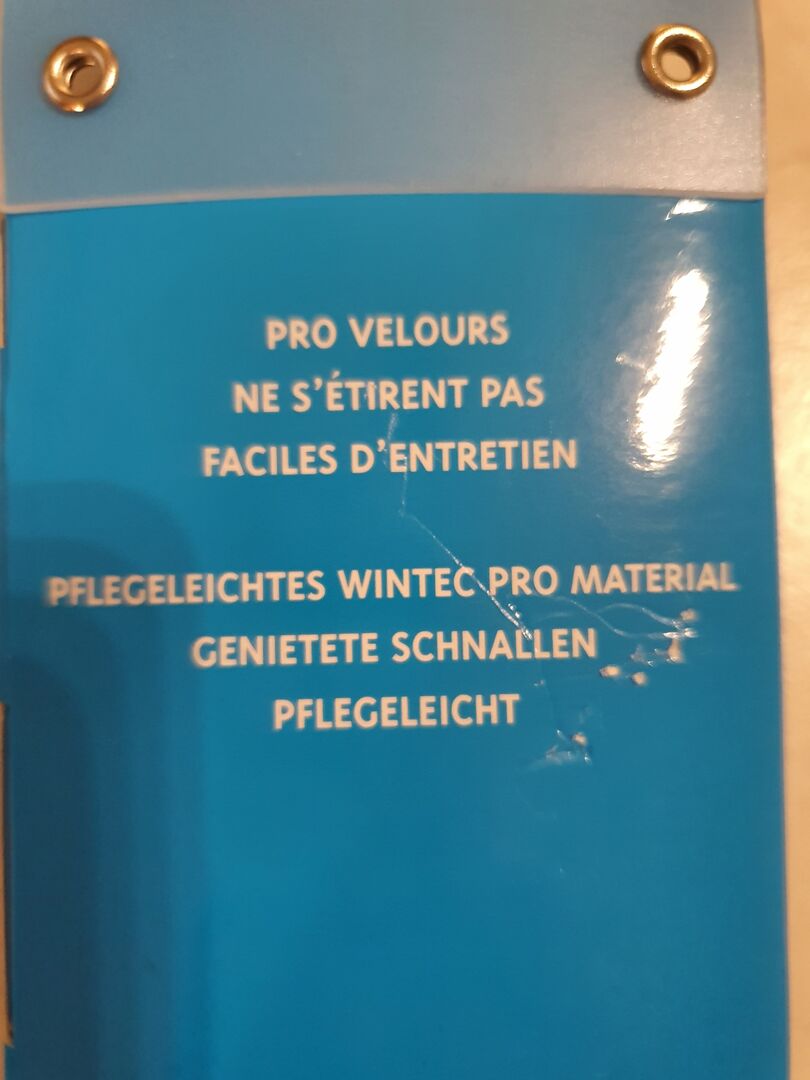 PRO VELOURS
NE S'ÉTIRENT PAS
FACILES D'ENTRETIEN
PFLEGELEICHTES WINTEC PRO MATERIAL
GENIETETE SCHNALLEN
PFLEGELEICHT